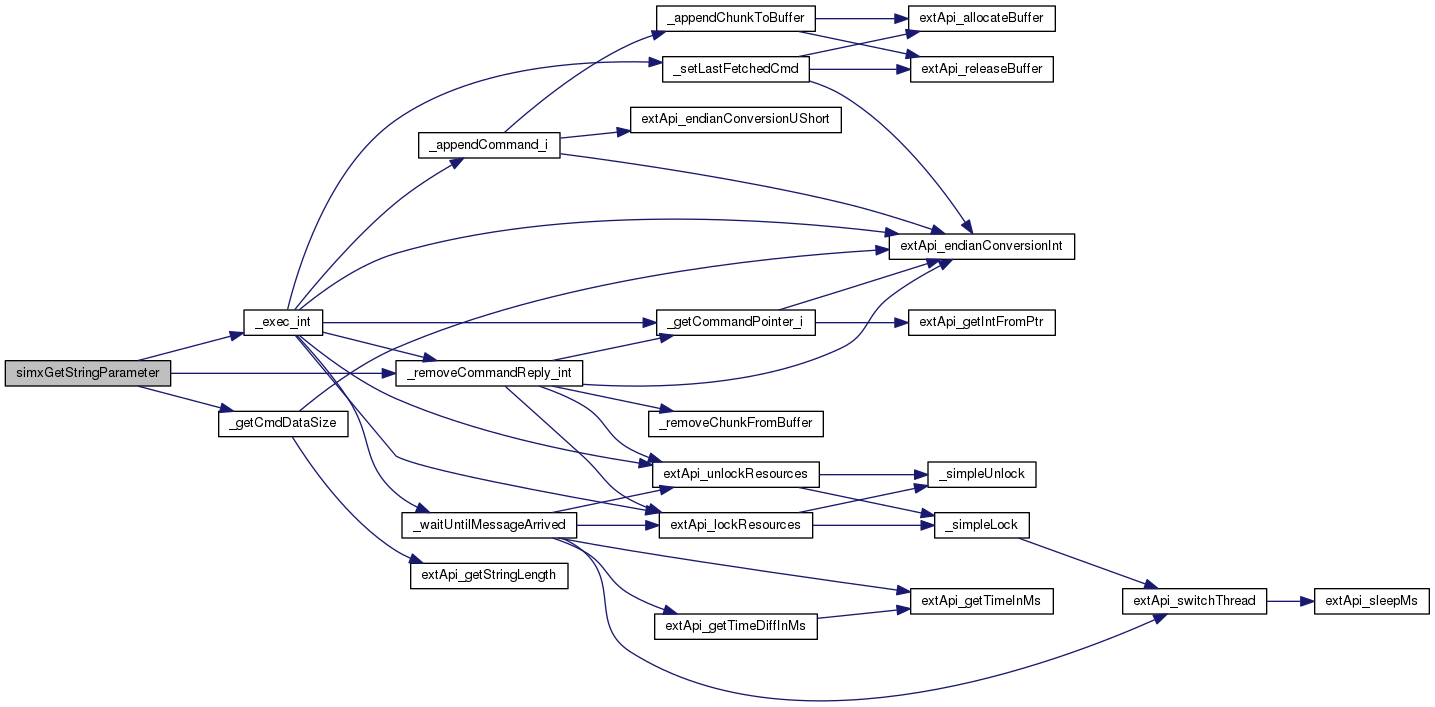 _appendChunkToBuffer
extApi_allocateBuffer
_setLastFetchedCmd
extApi_releaseBuffer
extApi_endianConversionUShort
_appendCommand_i
extApi_endianConversionInt
_exec_int
_getCommandPointer_i
extApi_getIntFromPtr
simxGetStringParameter
_removeCommandReply_int
_getCmdDataSize
_removeChunkFromBuffer
extApi_unlockResources
_simpleUnlock
_waitUntilMessageArrived
extApi_lockResources
_simpleLock
extApi_getStringLength
extApi_getTimeInMs
extApi_switchThread
extApi_sleepMs
extApi_getTimeDiffInMs